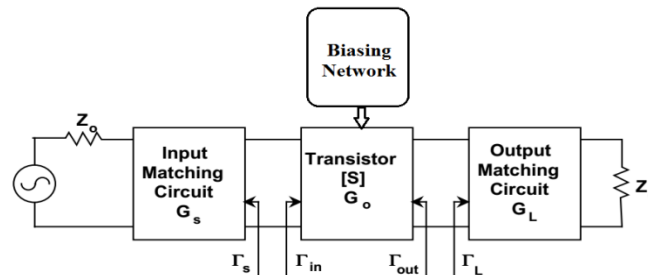 Biasing
Network
Zo
Input
Matching
Circuit
Gs
Transistor
[S]
Go
Output
Matching
Circuit
GL
Z
Γs
Γin
Γout
ΓL